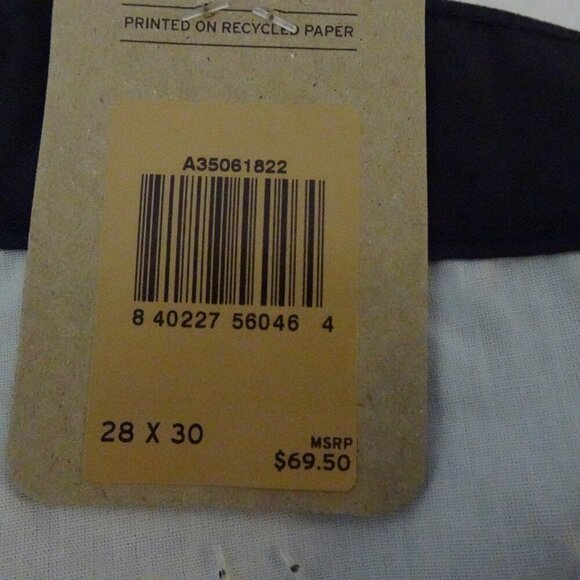 PRINTED ON RECYCLED PAPER
A35061822
8 40227 56046 4
28 X 30
MSRP
$69.50